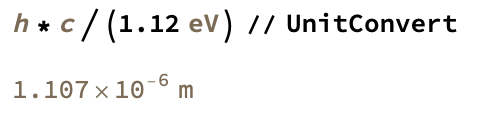 h * c / (1.12 eV) // UnitConvert
1.107×10⁻⁶ m